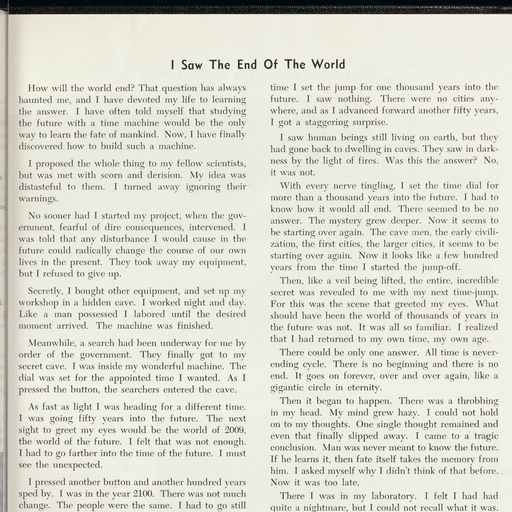 I Saw The End Of The World
How will the world end? That question has always
haunted me, and I have devoted my life to learning
the answer. I have often told myself that studying
the future with a time machine would be the only
way to learn the fate of mankind. Now, I have finally
discovered how to build such a machine.
I proposed the whole thing to my fellow scientists,
but was met with scorn and derision. My idea was
distasteful to them. I turned away ignoring their
warnings.
No sooner had I started my project, when the gov-
ernment, fearful of dire consequences, intervened. I
was told that any disturbance I would cause in the
future could radically change the course of our own
lives in the present. They took away my equipment,
but I refused to give up.
Secretly, I bought other equipment, and set up my
workshop in a hidden cave. I worked night and day.
Like a man possessed I labored until the desired
moment arrived. The machine was finished.
Meanwhile, a search had been underway for me by
order of the government. They finally got to my
secret cave. I was inside my wonderful machine. The
dial was set for the appointed time I wanted. As I
pressed the button, the searchers entered the cave.
As fast as light I was heading for a different time.
I was going fifty years into the future. The next
sight to greet my eyes would be the world of 2009,
the world of the future. I felt that was not enough.
I had to go farther into the time of the future. I must
see the unexpected.
I pressed another button and another hundred years
sped by. I was in the year 2100. There was not much
change. The people were the same. I had to go still
time I set the jump for one thousand years into the
future. I saw nothing. There were no cities any-
where, and as I advanced forward another fifty years,
I got a staggering surprise.
I saw human beings still living on earth, but they
had gone back to dwelling in caves. They saw in dark-
ness by the light of fires. Was this the answer? No,
it was not.
With every nerve tingling, I set the time dial for
more than a thousand years into the future. I had to
know how it would all end. There seemed to be no
answer. The mystery grew deeper. Now it seems to
be starting over again. The cave men, the early civili-
zation, the first cities, the larger cities, it seems to be
starting over again. Now it looks like a few hundred
years from the time I started the jump-off.
Then, like a veil being lifted, the entire, incredible
secret was revealed to me with my next time-jump.
For this was the scene that greeted my eyes. What
should have been the world of thousands of years in
the future was not. It was all so familiar. I realized
that I had returned to my own time, my own age.
There could be only one answer. All time is never-
ending cycle. There is no beginning and there is no
end. It goes on forever, over and over again, like a
gigantic circle in eternity.
Then it began to happen. There was a throbbing
in my head. My mind grew hazy. I could not hold
on to my thoughts. One single thought remained and
even that finally slipped away. I came to a tragic
conclusion. Man was never meant to know the future.
If he learns it, then fate itself takes the memory from
him. I asked myself why I didn't think of that before.
Now it was too late.
There I was in my laboratory. I felt I had had
quite a nightmare, but I could not recall what it was.